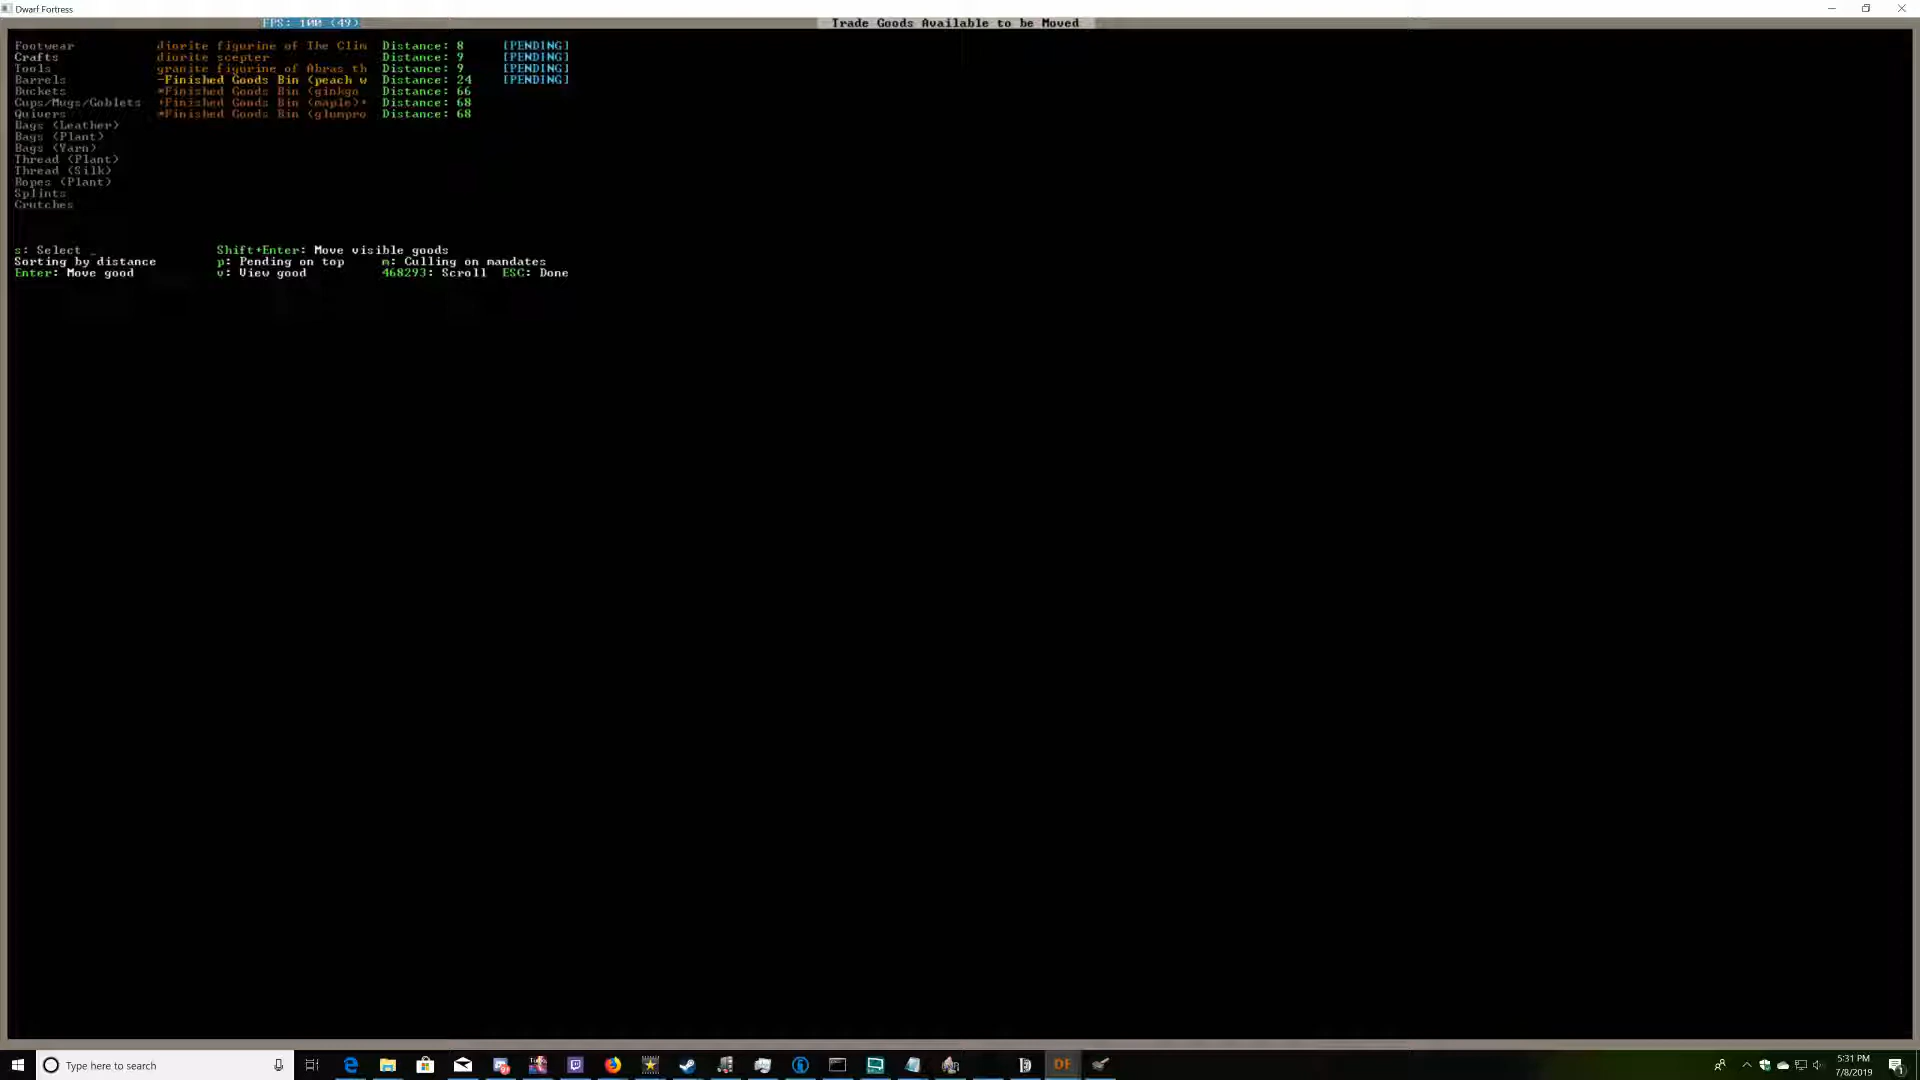 Dwarf Fortress
FPS: 100 (49)
Trade Goods Available to be Moved
Footwear diorite figurine of The Clim Distance: 8 [PENDING]
Crafts diorite scepter Distance: 9 [PENDING]
Tools granite figurine of Abras th Distance: 9 [PENDING]
Barrels -Finished Goods Bin (peach w Distance: 24 [PENDING]
Buckets *Finished Goods Bin (ginkgo Distance: 66
Cups/Mugs/Goblets +Finished Goods Bin (maple)+ Distance: 68
Quivers *Finished Goods Bin (glumpro Distance: 68
Bags (Leather)
Bags (Plant)
Bags (Yarn)
Thread (Plant)
Thread (Silk)
Ropes (Plant)
Splints
Crutches
s: Select _ Shift+Enter: Move visible goods
Sorting by distance p: Pending on top m: Culling on mandates
Enter: Move good v: View good 468293: Scroll ESC: Done
Type here to search
DF
5:31 PM
7/8/2019